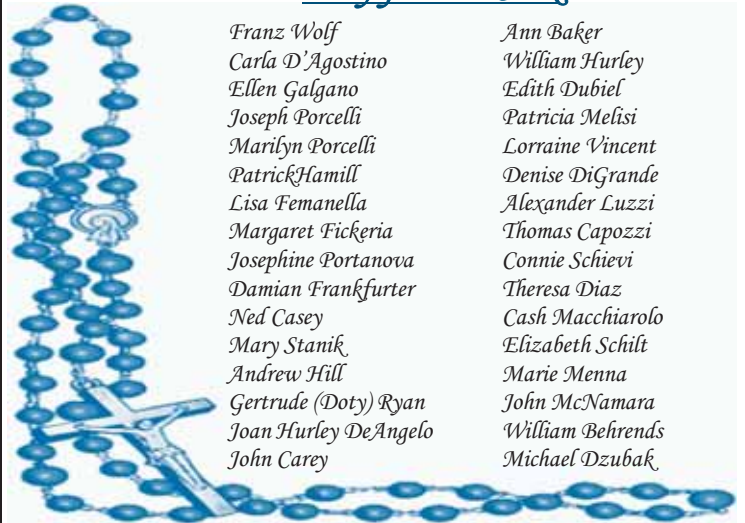 Franz Wolf
Carla D'Agostino
Ellen Galgano
Joseph Porcelli
Marilyn Porcelli
PatrickHamill
Lisa Femanella
Margaret Fickeria
Josephine Portanova
Damian Frankfurter
Ned Casey
Mary Stanik
Andrew Hill
Gertrude (Doty) Ryan
Joan Hurley DeAngelo
John Carey
Ann Baker
William Hurley
Edith Dubiel
Patricia Melisi
Lorraine Vincent
Denise DiGrande
Alexander Luzzi
Thomas Capozzi
Connie Schievi
Theresa Diaz
Cash Macchiarolo
Elizabeth Schilt
Marie Menna
John McNamara
William Behrends
Michael Dzubak